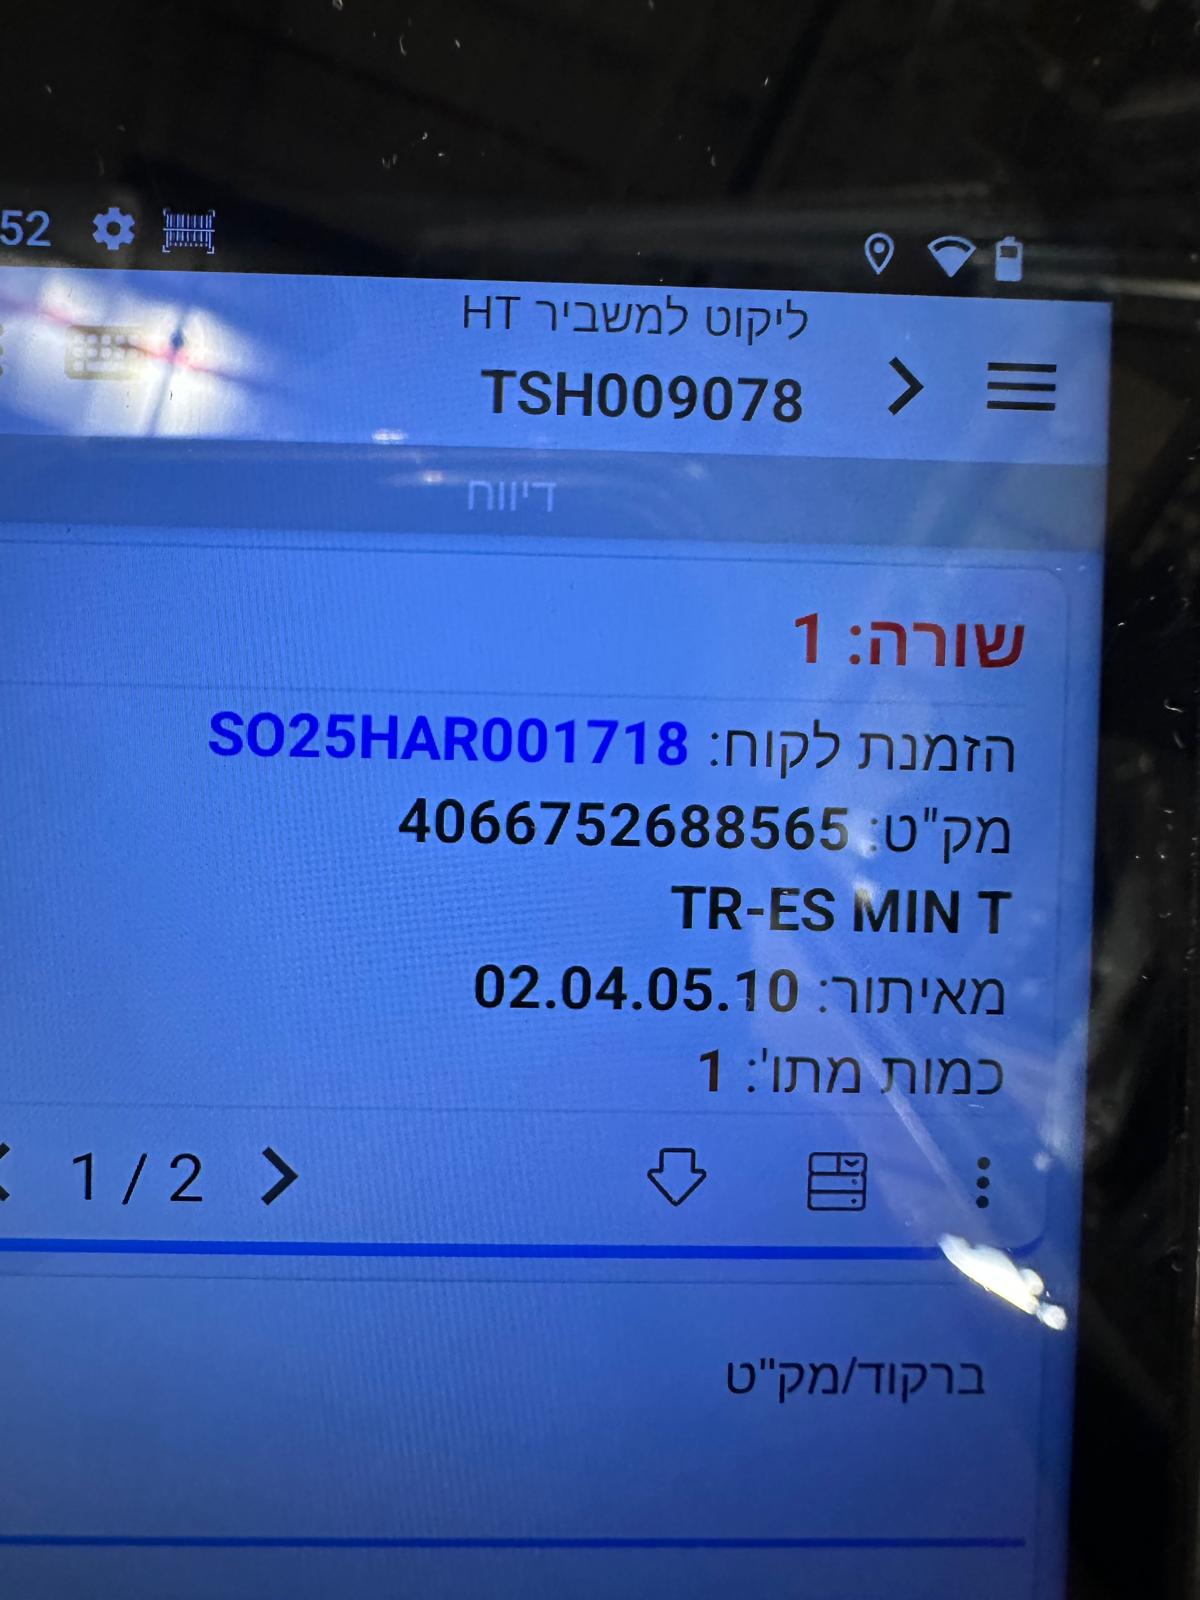 52
ליקוט למשביר HT
TSH009078
דיווח
שורה: 1
הזמנת לקוח: SO25HAR001718
מק"ט: 4066752688565
TR-ES MIN T
מאיתור: 02.04.05.10
כמות מתו': 1
1 / 2
ברקוד/מק"ט